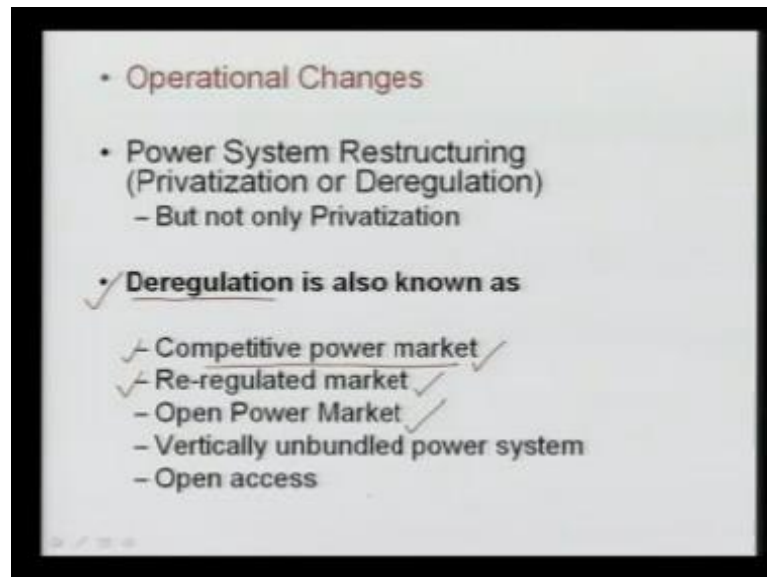 • Operational Changes
• Power System Restructuring
(Privatization or Deregulation)
– But not only Privatization
• Deregulation is also known as
– Competitive power market
– Re-regulated market
– Open Power Market
– Vertically unbundled power system
– Open access